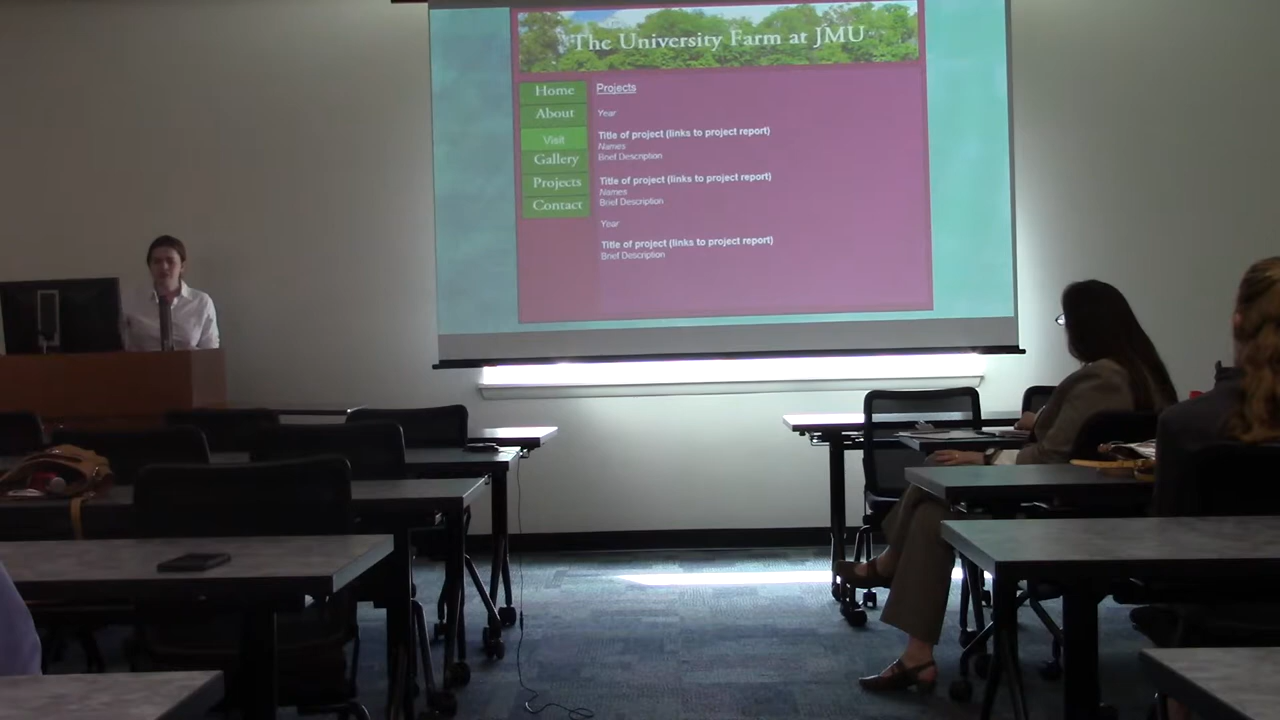 The University Farm at JMU
Home
About
Visit
Gallery
Projects
Contact
Projects
Year
Title of project (links to project report)
Names
Brief Description
Title of project (links to project report)
Names
Brief Description
Year
Title of project (links to project report)
Brief Description